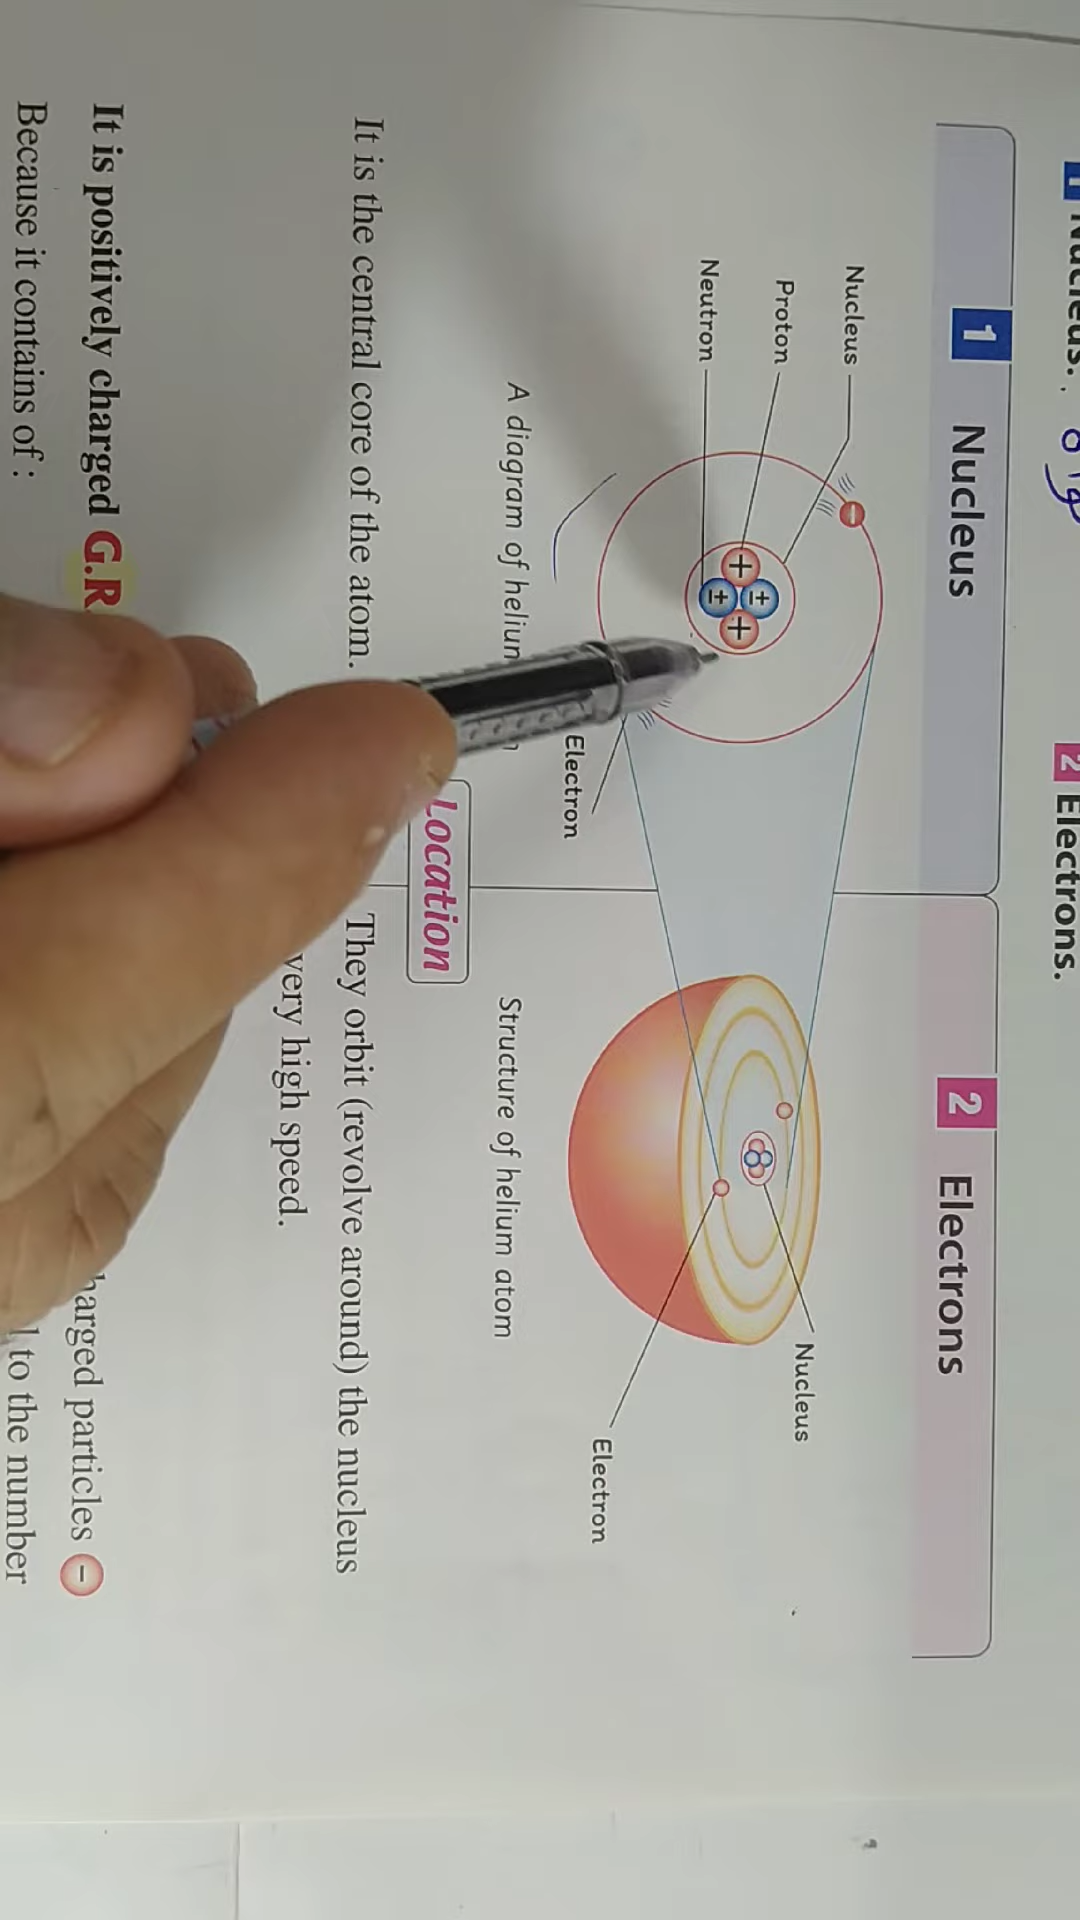 Nucleus.
2 Electrons.
1 Nucleus
2 Electrons
Nucleus
Proton
Neutron
Electron
Nucleus
Electron
A diagram of
Structure of helium atom
Location
It is the central core of the atom.
They orbit (revolve around) the nucleus
very high speed.
It is positively charged G.R
Because it contains of :
particles -
to the number